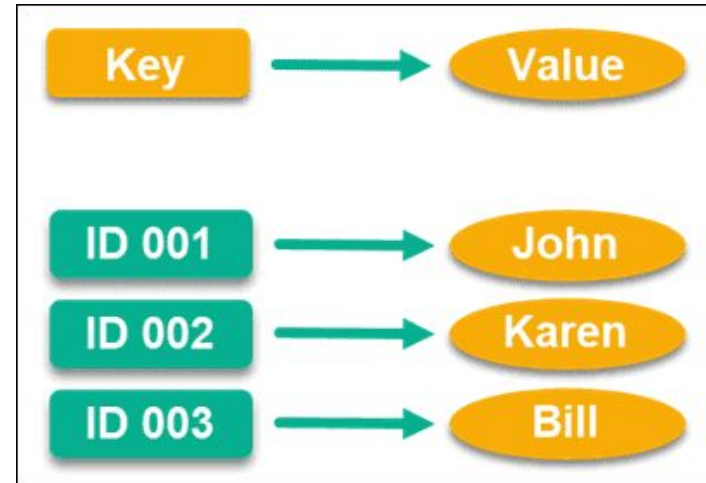 Key Value
ID 001 John
ID 002 Karen
ID 003 Bill